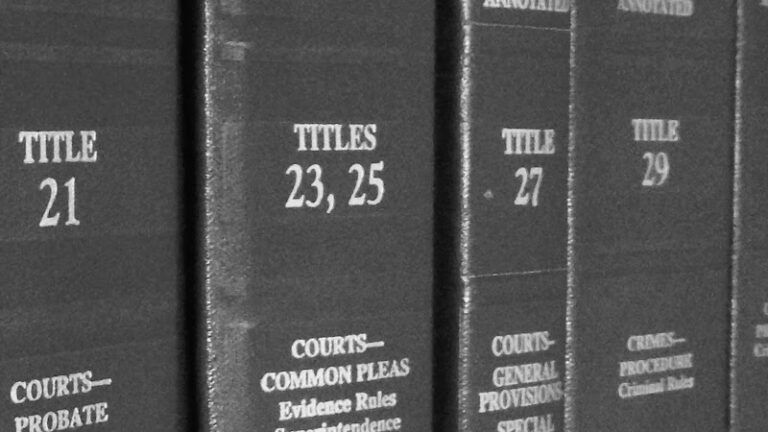 TITLE
21
COURTS—
PROBATE
TITLES
23, 25
COURTS—
COMMON PLEAS
Evidence Rules
Superintendence
ANNOTATED
TITLE
27
COURTS-
GENERAL
PROVISIONS
SPECIAL
ANNOTATED
TITLE
29
CRIMES—
PROCEDURE
Criminal Rules